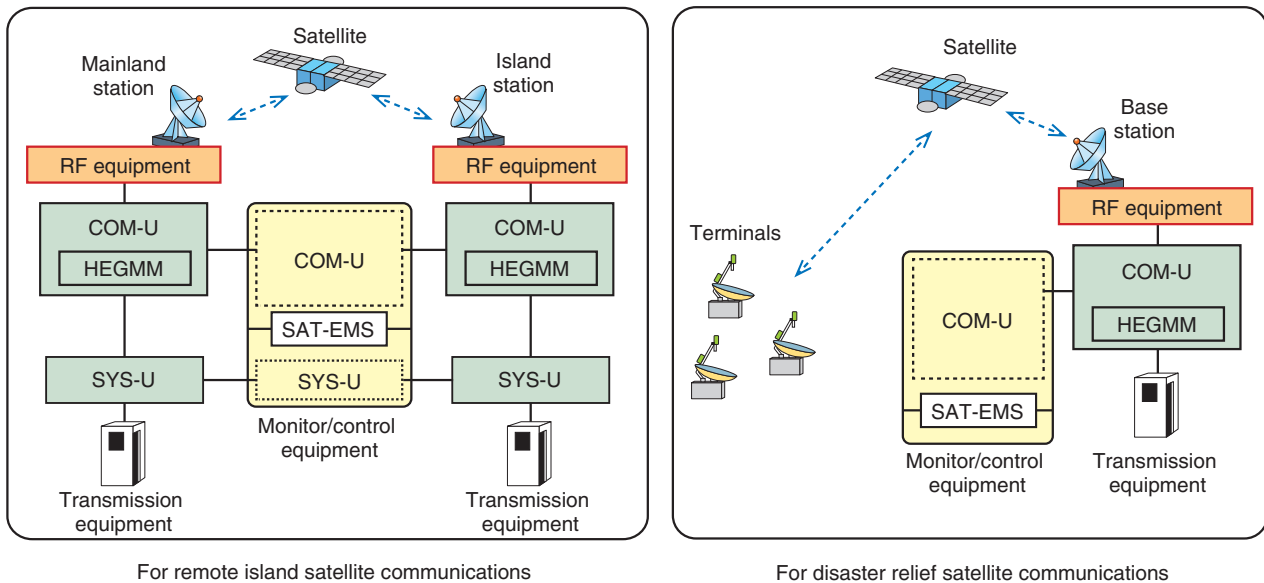 Satellite
Mainland
station
Island
station
RF equipment
RF equipment
COM-U
HEGMM
COM-U
COM-U
HEGMM
SAT-EMS
SYS-U
SYS-U
SYS-U
Monitor/control
equipment
Transmission
equipment
Transmission
equipment
For remote island satellite communications
Satellite
Base
station
RF equipment
Terminals
COM-U
COM-U
HEGMM
SAT-EMS
Monitor/control
equipment
Transmission
equipment
For disaster relief satellite communications